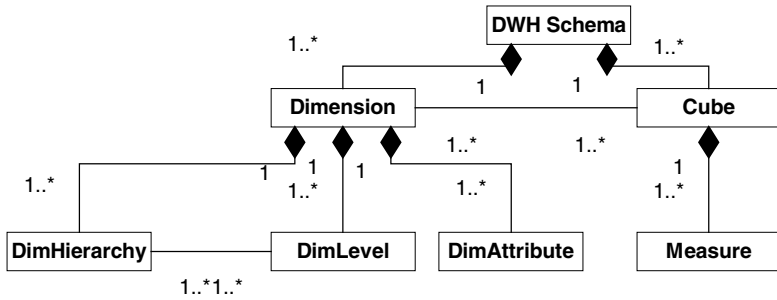 DWH Schema
1..*
1..*
1
1
Dimension
Cube
1..*
1..*
1
1
1
1
1..*
1..*
1..*
1..*
DimHierarchy
DimLevel
DimAttribute
Measure
1..*1..*